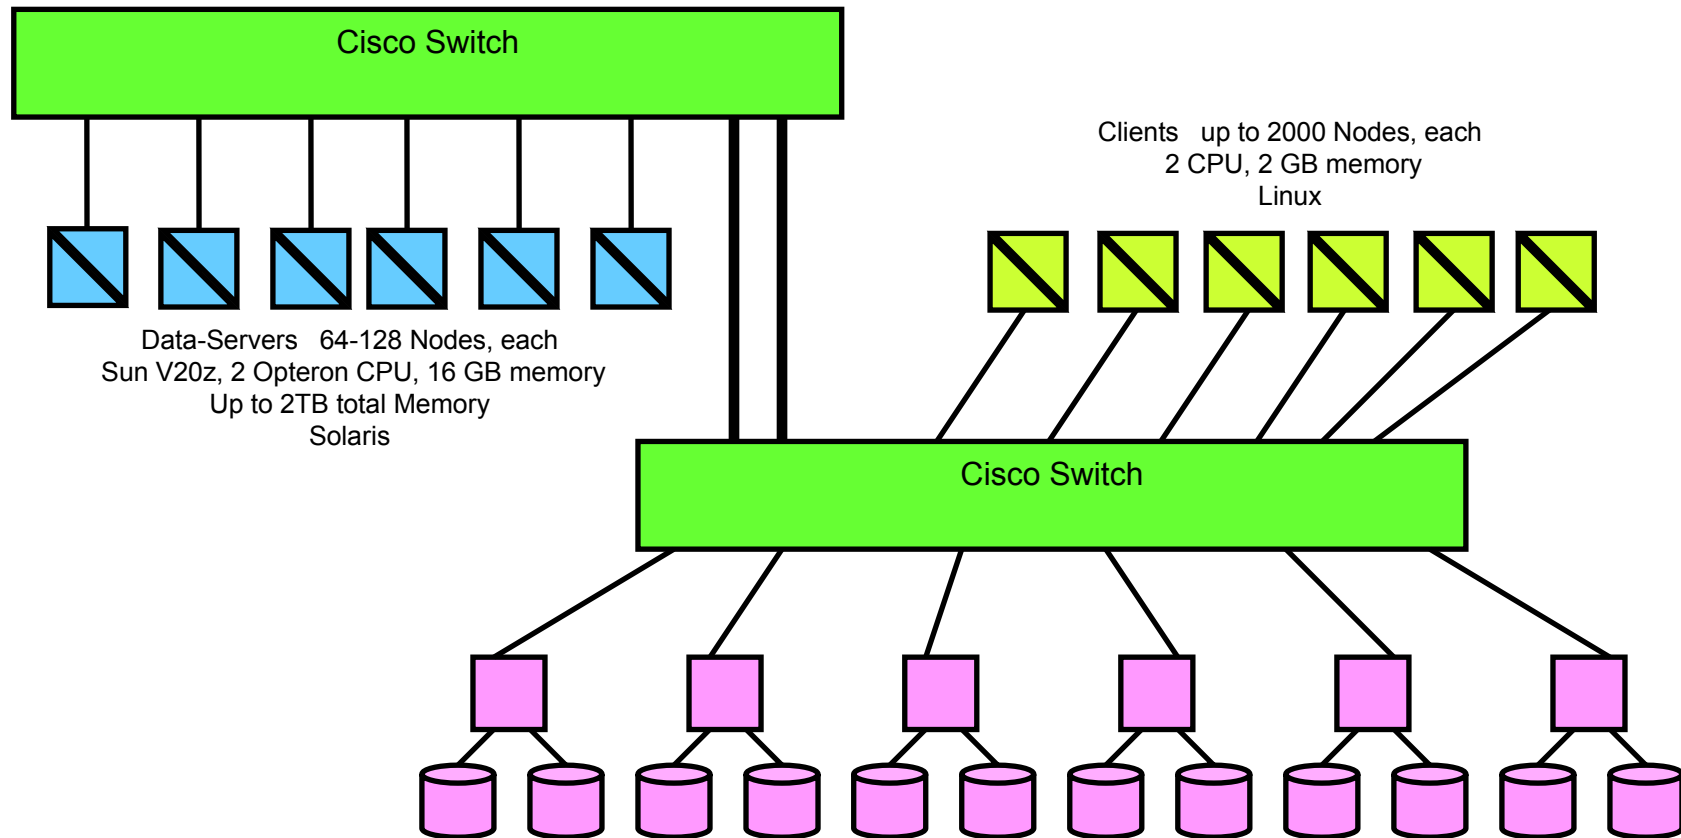 Cisco Switch
Clients up to 2000 Nodes, each
2 CPU, 2 GB memory
Linux
Data-Servers 64-128 Nodes, each
Sun V20z, 2 Opteron CPU, 16 GB memory
Up to 2TB total Memory
Solaris
Cisco Switch